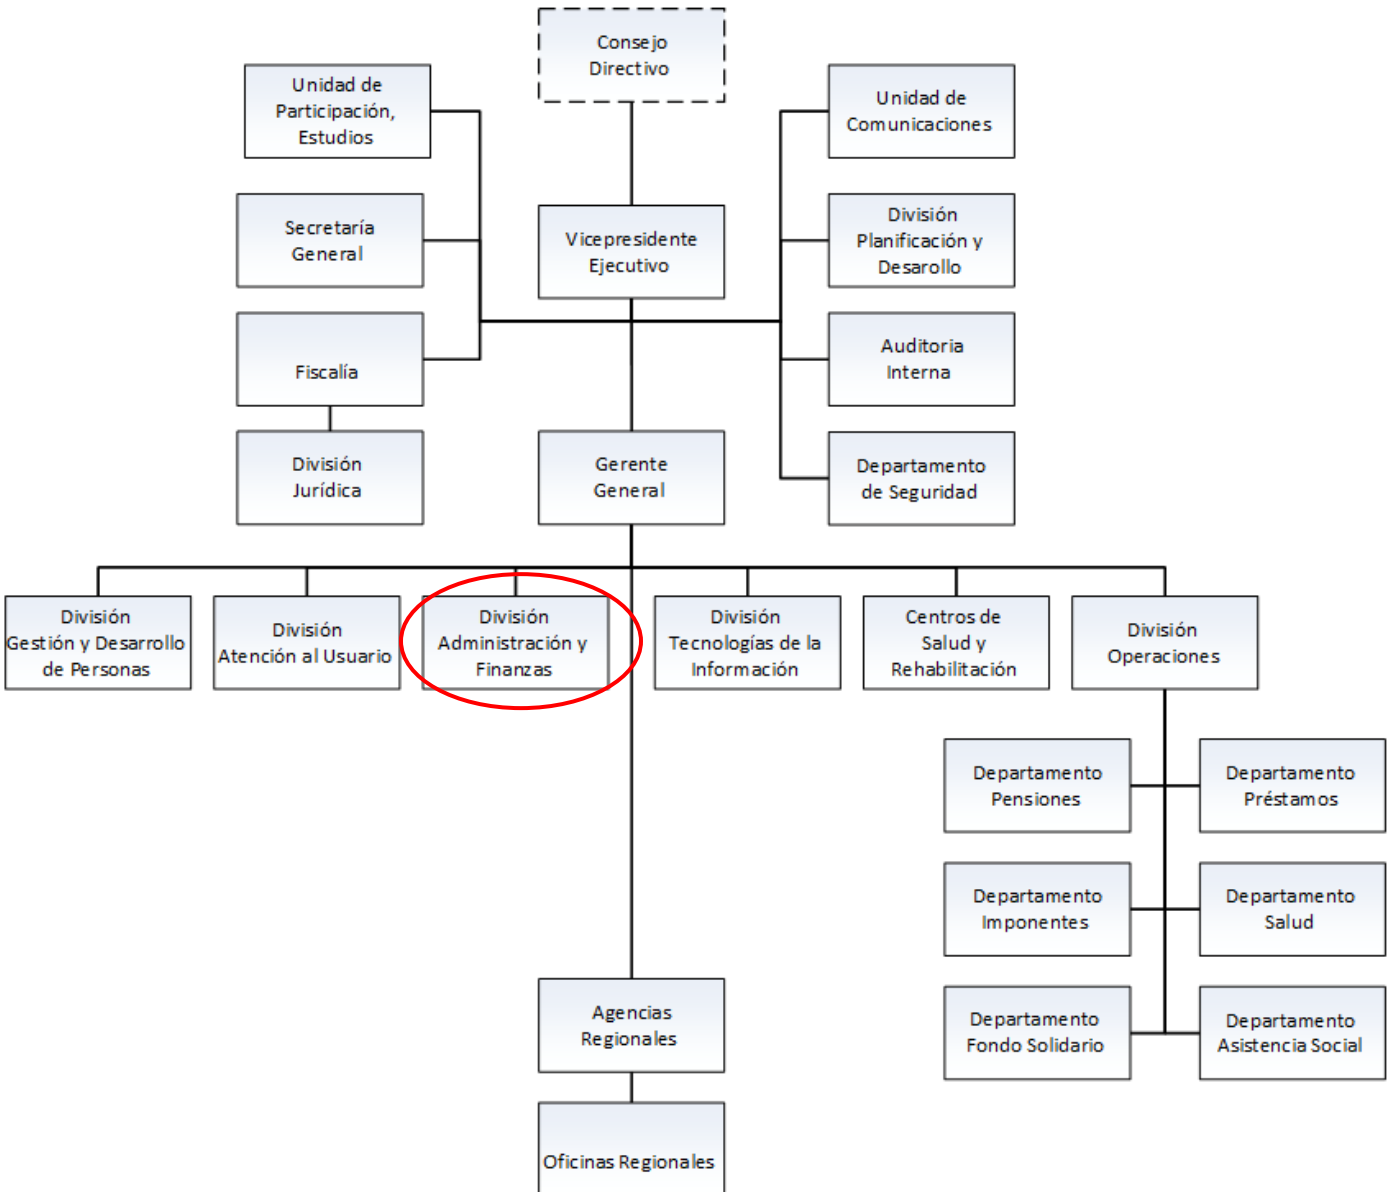 Consejo
Directivo
Unidad de
Participación,
Estudios
Unidad de
Comunicaciones
Secretaría
General
Vicepresidente
Ejecutivo
División
Planificación y
Desarollo
Fiscalía
Auditoria
Interna
División
Jurídica
Gerente
General
Departamento
de Seguridad
División
Gestión y Desarrollo
de Personas
División
Atención al Usuario
División
Administración y
Finanzas
División
Tecnologías de la
Información
Centros de
Salud y
Rehabilitación
División
Operaciones
Departamento
Pensiones
Departamento
Préstamos
Departamento
Imponentes
Departamento
Salud
Agencias
Regionales
Departamento
Fondo Solidario
Departamento
Asistencia Social
Oficinas Regionales